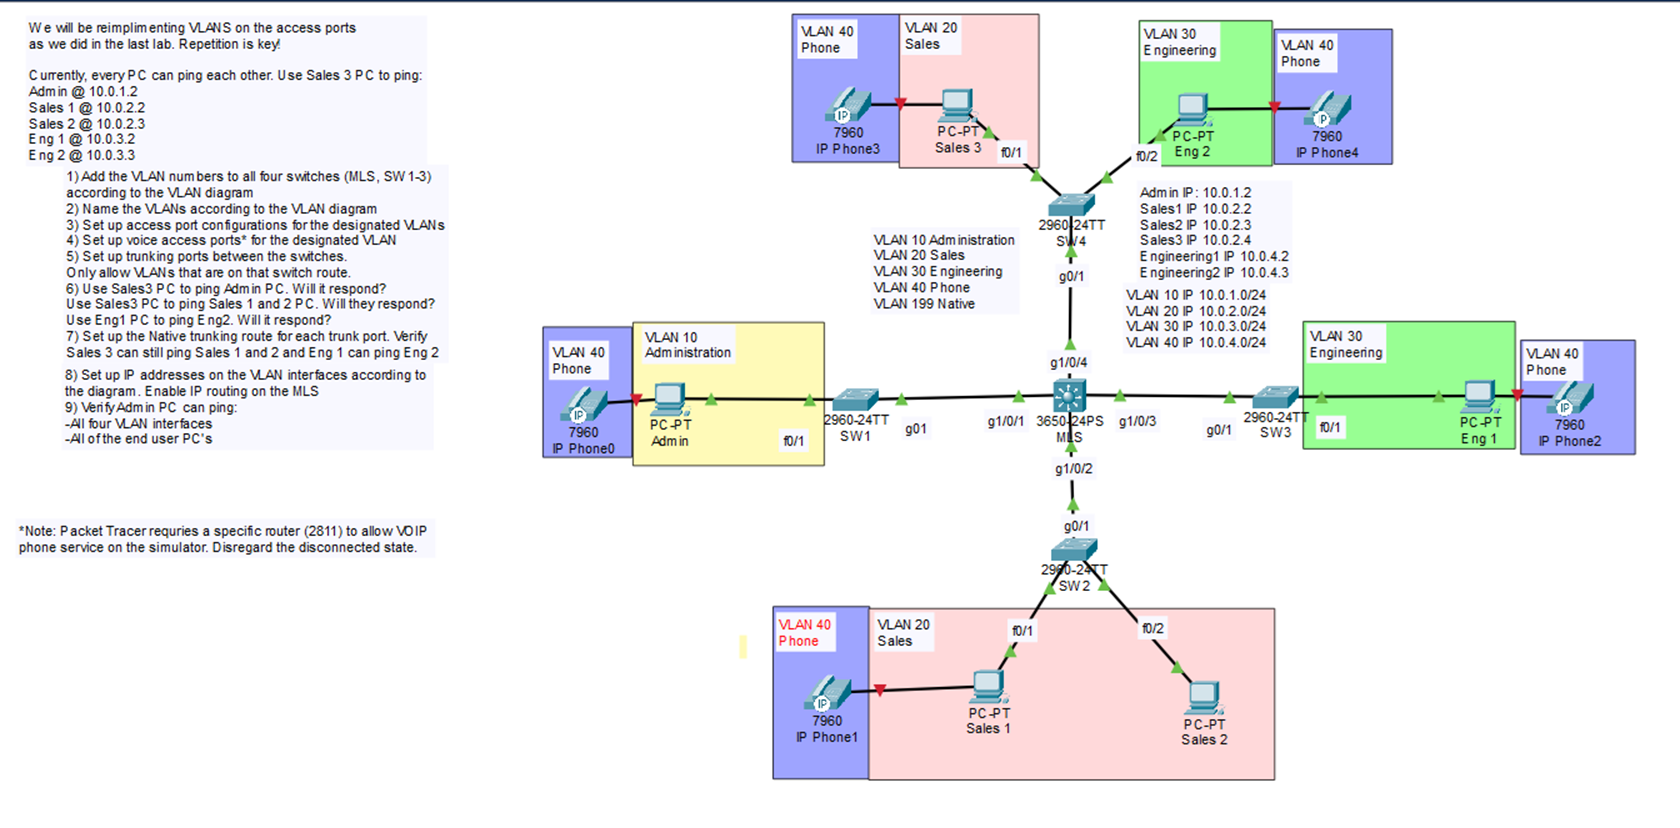 We will be reimplimenting VLANS on the access ports
as we did in the last lab. Repetition is key!
Currently, every PC can ping each other. Use Sales 3 PC to ping:
Admin @ 10.0.1.2
Sales 1 @ 10.0.2.2
Sales 2 @ 10.0.2.3
Eng 1 @ 10.0.3.2
Eng 2 @ 10.0.3.3
1) Add the VLAN numbers to all four switches (MLS, SW1-3)
according to the VLAN diagram
2) Name the VLANs according to the VLAN diagram
3) Set up access port configurations for the designated VLANs
4) Set up voice access ports* for the designated VLAN
5) Set up trunking ports between the switches.
Only allow VLANs that are on that switch route.
6) Use Sales3 PC to ping Admin PC. Will it respond?
Use Sales3 PC to ping Sales 1 and 2 PC. Will they respond?
Use Eng1 PC to ping Eng2. Will it respond?
7) Set up the Native trunking route for each trunk port. Verify
Sales 3 can still ping Sales 1 and 2 and Eng 1 can ping Eng 2
8) Set up IP addresses on the VLAN interfaces according to
the diagram. Enable IP routing on the MLS
9) Verify Admin PC can ping:
-All four VLAN interfaces
-All of the end user PC's
*Note: Packet Tracer requries a specific router (2811) to allow VOIP
phone service on the simulator. Disregard the disconnected state.
VLAN 40
Phone
IP
7960
IP Phone3
VLAN 20
Sales
PC-PT
Sales 3
f0/1
VLAN 30
Engineering
PC-PT
Eng 2
f0/2
VLAN 40
Phone
IP
7960
IP Phone4
2960-24TT
SW4
g0/1
VLAN 10 Administration
VLAN 20 Sales
VLAN 30 Engineering
VLAN 40 Phone
VLAN 199 Native
Admin IP: 10.0.1.2
Sales1 IP 10.0.2.2
Sales2 IP 10.0.2.3
Sales3 IP 10.0.2.4
Engineering1 IP 10.0.4.2
Engineering2 IP 10.0.4.3
VLAN 10 IP 10.0.1.0/24
VLAN 20 IP 10.0.2.0/24
VLAN 30 IP 10.0.3.0/24
VLAN 40 IP 10.0.4.0/24
VLAN 40
Phone
IP
7960
IP Phone0
VLAN 10
Administration
PC-PT
Admin
f0/1
2960-24TT
SW1
g01
g1/0/1
g1/0/4
3650-24PS
MLS
g1/0/3
g1/0/2
g0/1
2960-24TT
SW3
f0/1
VLAN 30
Engineering
PC-PT
Eng 1
VLAN 40
Phone
IP
7960
IP Phone2
g0/1
2960-24TT
SW2
f0/1
f0/2
VLAN 40
Phone
IP
7960
IP Phone1
VLAN 20
Sales
PC-PT
Sales 1
PC-PT
Sales 2